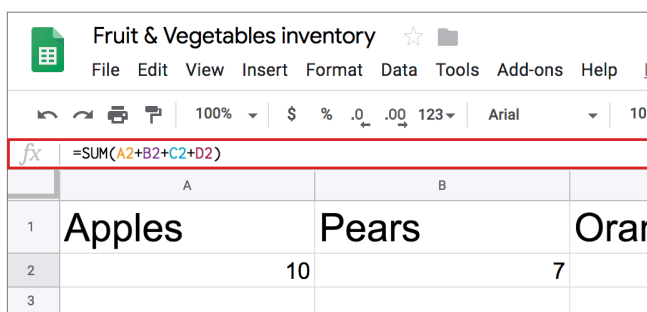 Fruit & Vegetables inventory
File Edit View Insert Format Data Tools Add-ons Help
100% $ % .0 .00 123 Arial 10
fx =SUM(A2+B2+C2+D2)
A B
1 Apples Pears Oran
2 10 7
3